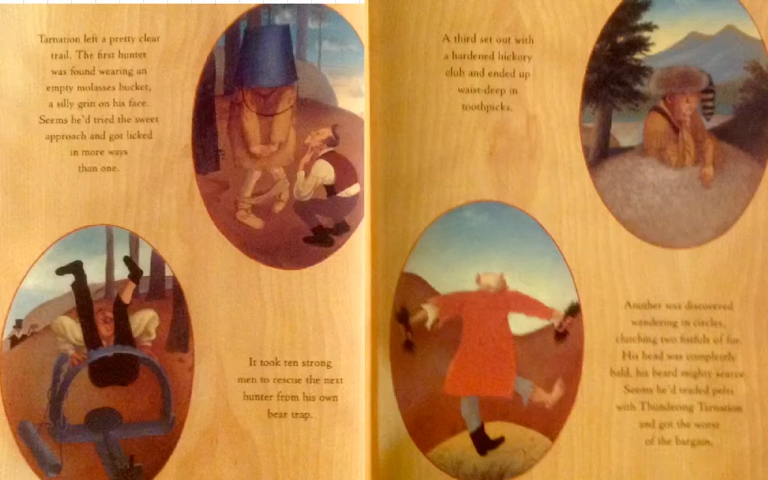 Tarnation left a pretty clear
trail. The first hunter
was found wearing an
empty molasses bucket,
a silly grin on his face.
Seems he'd tried the sweet
approach and got licked
in more ways
than one.
It took ten strong
men to rescue the next
hunter from his own
bear trap.
A third set out with
a hardened hickory
club and ended up
waist-deep in
toothpicks.
Another was discovered
wandering in circles,
clutching two fistfuls of fur.
His head was completely
bald, his beard mighty scarce.
Seems he'd traded pelts
with Thundering Tarnation
and got the worst
of the bargain.